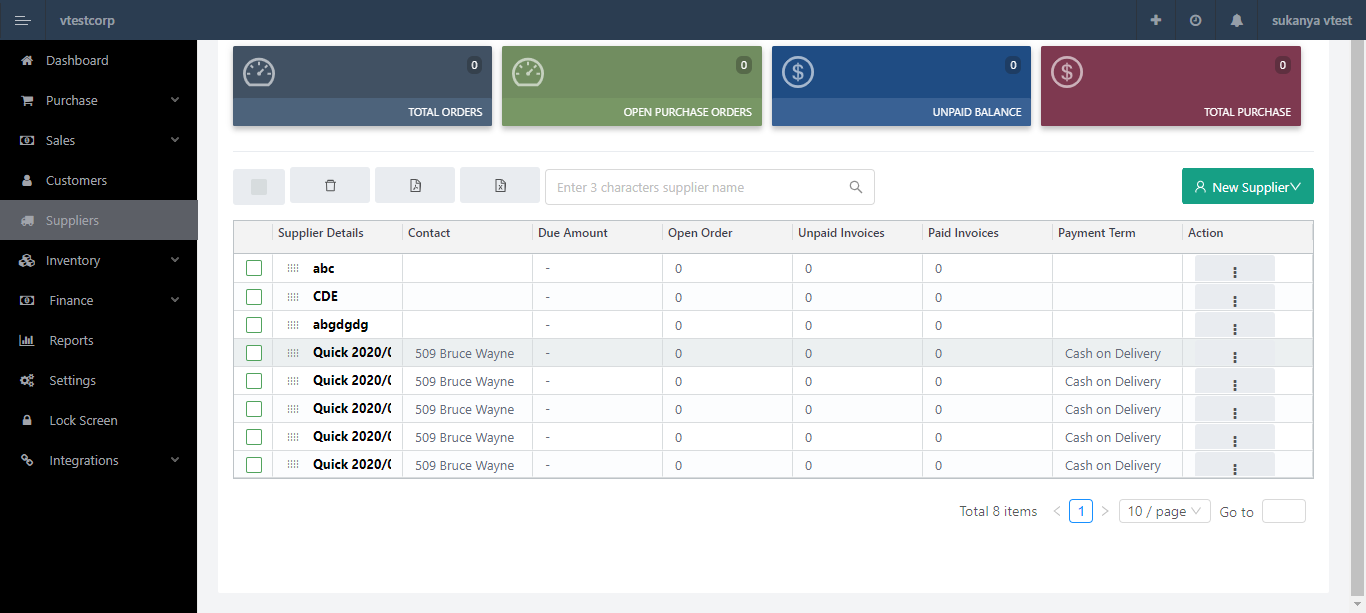 vtestcorp
sukanya vtest
Dashboard
Purchase
Sales
Customers
Suppliers
Inventory
Finance
Reports
Settings
Lock Screen
Integrations
0
TOTAL ORDERS
0
OPEN PURCHASE ORDERS
0
UNPAID BALANCE
0
TOTAL PURCHASE
Enter 3 characters supplier name
New Supplier
Supplier Details Contact Due Amount Open Order Unpaid Invoices Paid Invoices Payment Term Action
abc - 0 0 0
CDE - 0 0 0
abgdgdg - 0 0 0
Quick 2020/0 509 Bruce Wayne - 0 0 0 Cash on Delivery
Quick 2020/0 509 Bruce Wayne - 0 0 0 Cash on Delivery
Quick 2020/0 509 Bruce Wayne - 0 0 0 Cash on Delivery
Quick 2020/0 509 Bruce Wayne - 0 0 0 Cash on Delivery
Quick 2020/0 509 Bruce Wayne - 0 0 0 Cash on Delivery
Total 8 items < 1 > 10 / page Go to